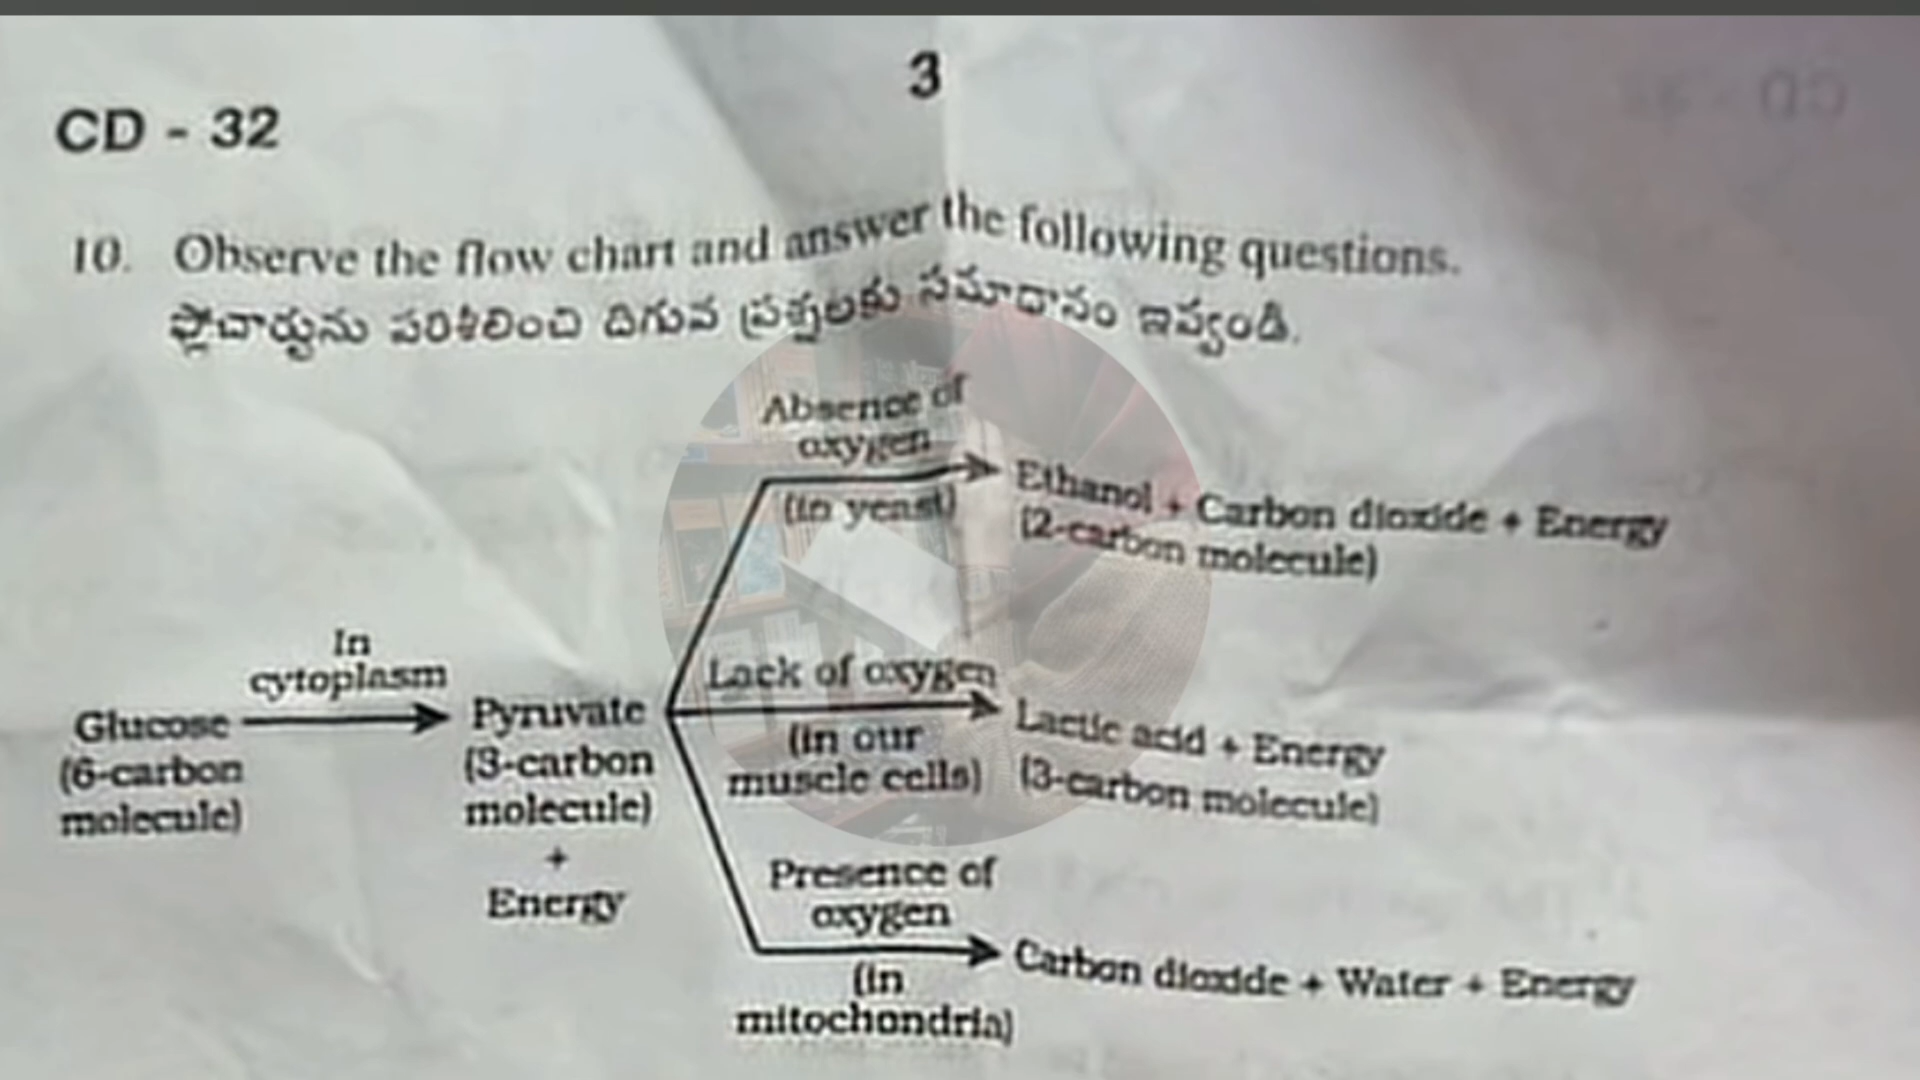 3
CD - 32
10. Observe the flow chart and answer the following questions.
ఫ్లోచార్టును పరిశీలించి దిగువ ప్రశ్నలకు సమాధానం ఇవ్వండి.
Absence of
oxygen
(in yeast)
Ethanol + Carbon dioxide + Energy
(2-carbon molecule)
In
cytoplasm
Glucose
(6-carbon
molecule)
Pyruvate
(3-carbon
molecule)
+
Energy
Lack of oxygen
(in our
muscle cells)
Lactic acid + Energy
(3-carbon molecule)
Presence of
oxygen
(in
mitochondria)
Carbon dioxide + Water + Energy